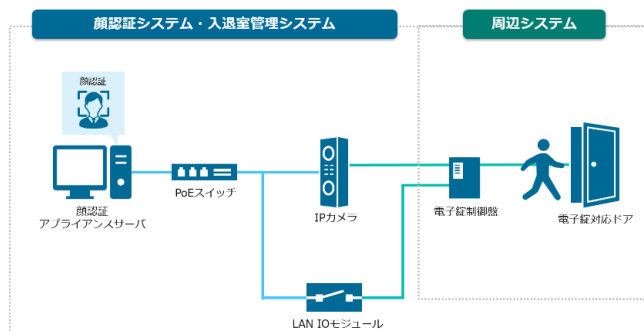 顔認証システム・入退室管理システム
周辺システム
顔認証
顔認証
アプライアンスサーバ
PoEスイッチ
IPカメラ
電子錠制御盤
電子錠対応ドア
LAN IOモジュール